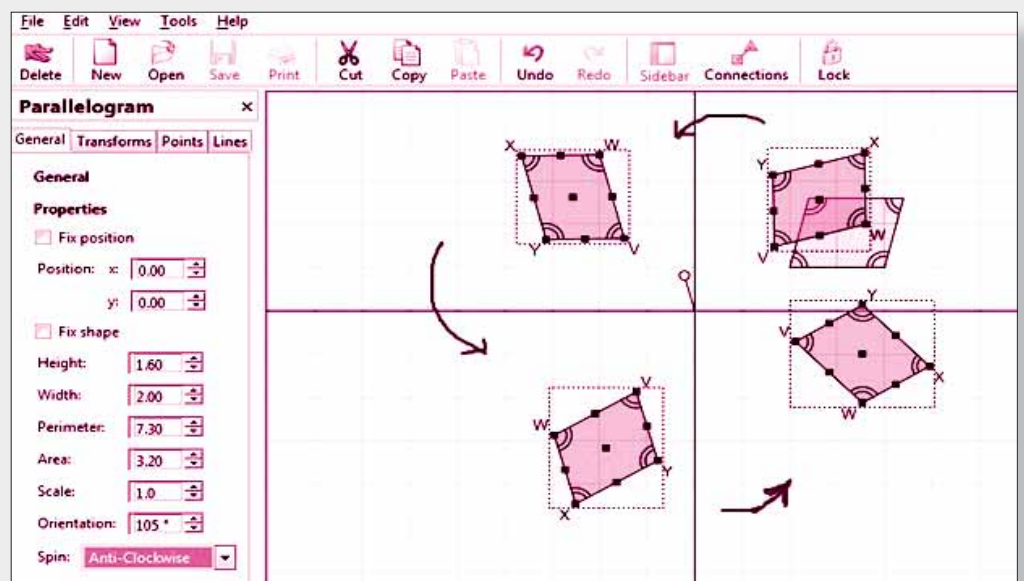 File Edit View Tools Help
Delete New Open Save Print Cut Copy Paste Undo Redo Sidebar Connections Lock
Parallelogram ×
General Transforms Points Lines
General
Properties
Fix position
Position: x: 0.00
y: 0.00
Fix shape
Height: 1.60
Width: 2.00
Perimeter: 7.30
Area: 3.20
Scale: 1.0
Orientation: 105 °
Spin: Anti-Clockwise
X W
Y V
Y X
V W
V Y
W X
W V
X Y